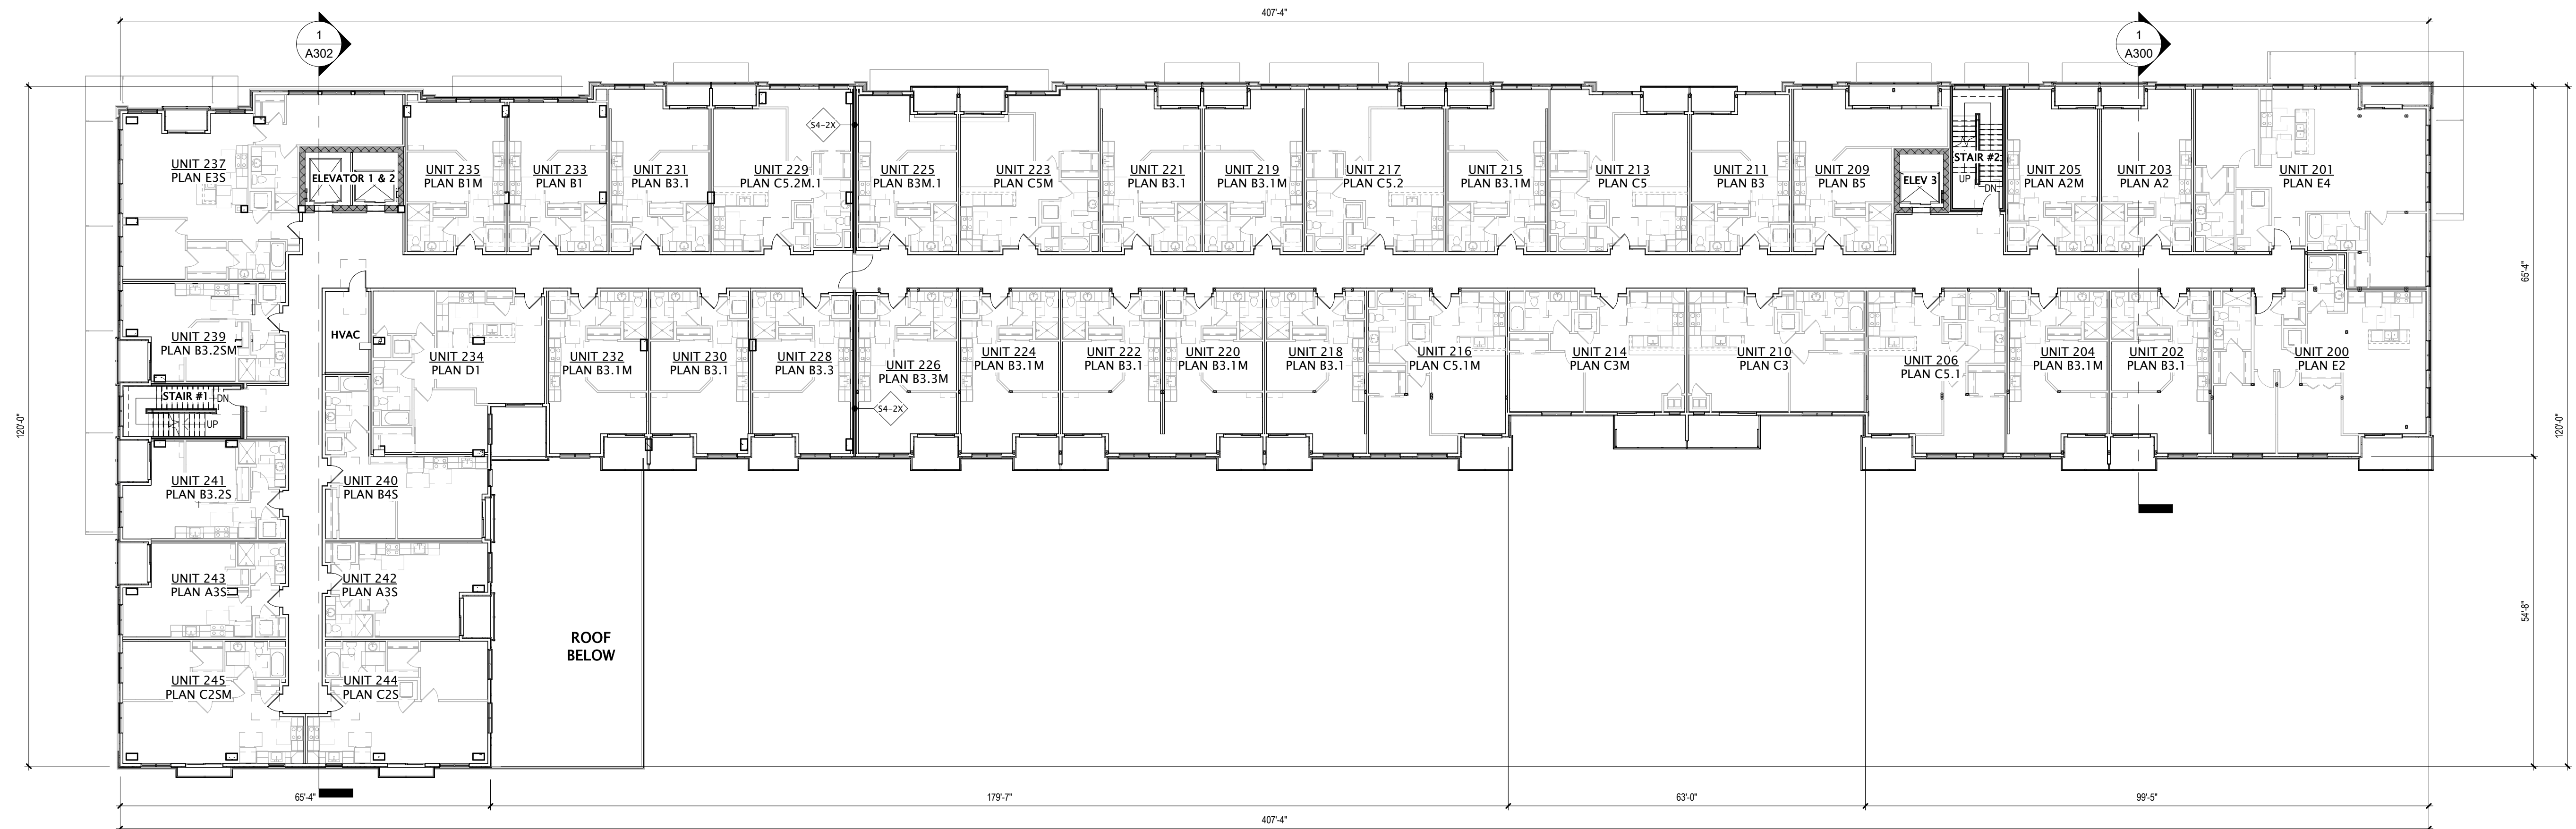 407'-4"
1
A302
1
A300
UNIT 237
PLAN E3S
ELEVATOR 1 & 2
UNIT 235
PLAN B1M
UNIT 233
PLAN B1
UNIT 231
PLAN B3.1
UNIT 229
PLAN C5.2M.1
S4-2X
UNIT 225
PLAN B3M.1
UNIT 223
PLAN C5M
UNIT 221
PLAN B3.1
UNIT 219
PLAN B3.1M
UNIT 217
PLAN C5.2
UNIT 215
PLAN B3.1M
UNIT 213
PLAN C5
UNIT 211
PLAN B3
UNIT 209
PLAN B5
ELEV 3
STAIR #2
UP
DN
UNIT 205
PLAN A2M
UNIT 203
PLAN A2
UNIT 201
PLAN E4
65'-4"
120'-0"
120'-0"
54'-8"
UNIT 239
PLAN B3.2SM
HVAC
UNIT 234
PLAN D1
UNIT 232
PLAN B3.1M
UNIT 230
PLAN B3.1
UNIT 228
PLAN B3.3
UNIT 226
PLAN B3.3M
S4-2X
UNIT 224
PLAN B3.1M
UNIT 222
PLAN B3.1
UNIT 220
PLAN B3.1M
UNIT 218
PLAN B3.1
UNIT 216
PLAN C5.1M
UNIT 214
PLAN C3M
UNIT 210
PLAN C3
UNIT 206
PLAN C5.1
UNIT 204
PLAN B3.1M
UNIT 202
PLAN B3.1
UNIT 200
PLAN E2
STAIR #1
DN
UP
UNIT 241
PLAN B3.2S
UNIT 240
PLAN B4S
UNIT 243
PLAN A3S
UNIT 242
PLAN A3S
ROOF
BELOW
UNIT 245
PLAN C2SM
UNIT 244
PLAN C2S
65'-4"
179'-7"
63'-0"
99'-5"
407'-4"